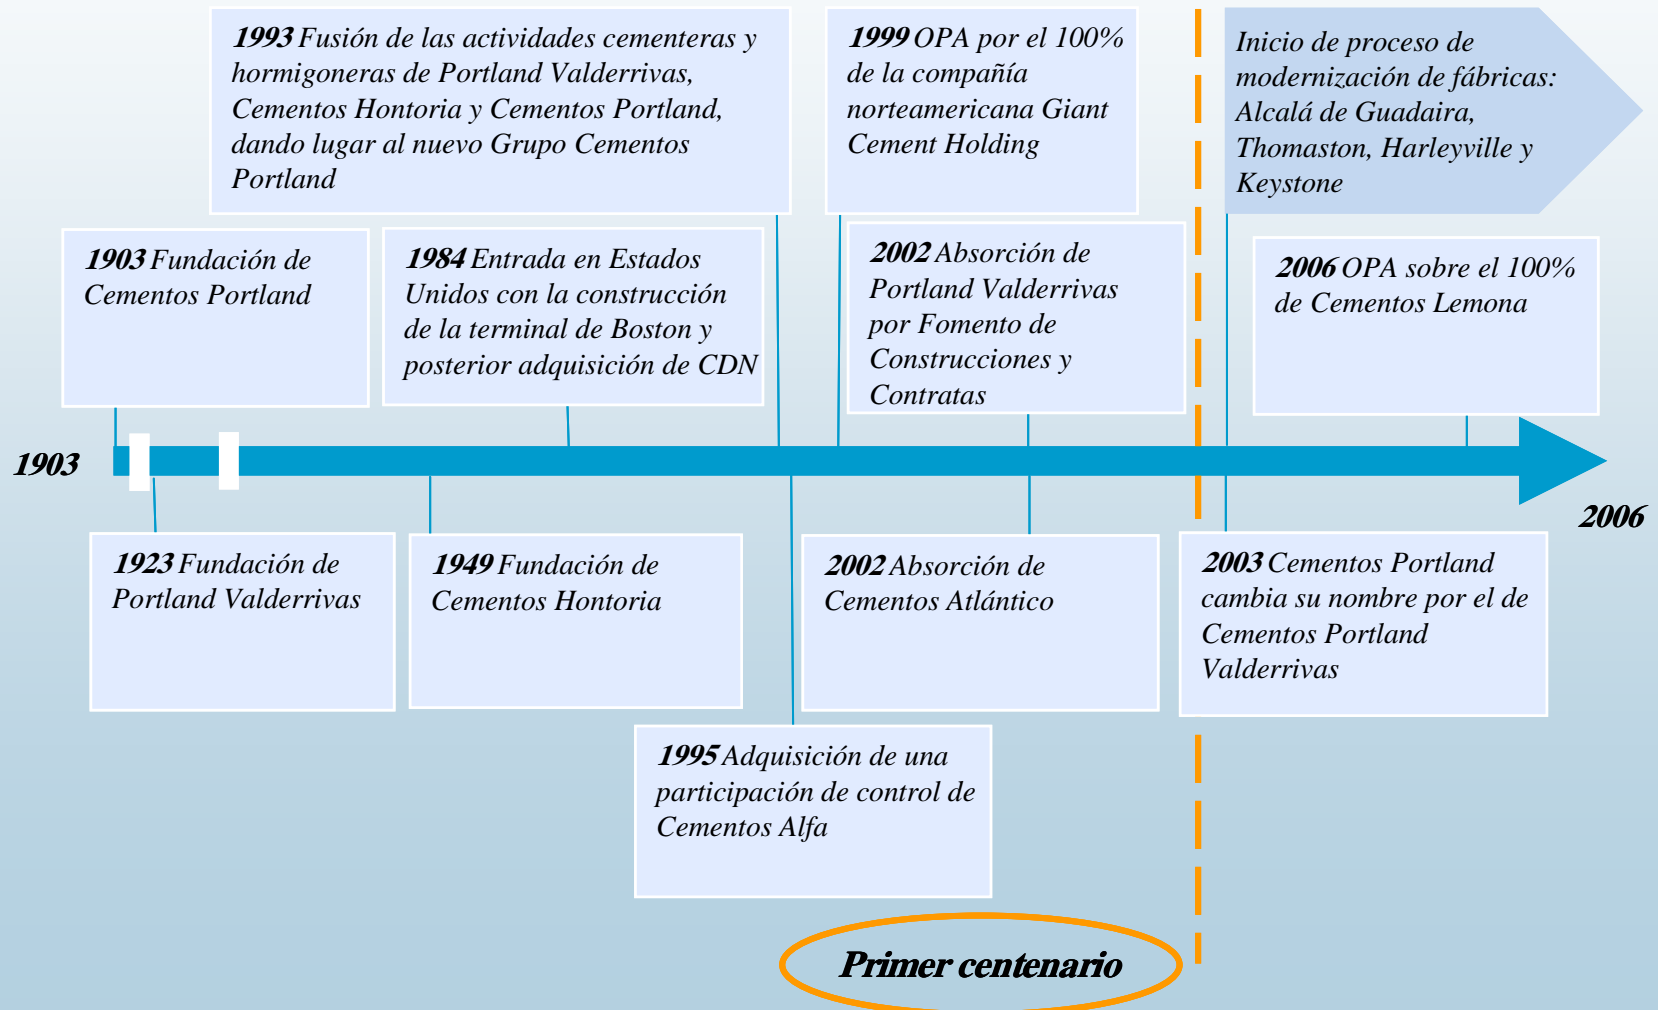 1993 Fusión de las actividades cementeras y
hormigoneras de Portland Valderrivas,
Cementos Hontoria y Cementos Portland,
dando lugar al nuevo Grupo Cementos
Portland
1999 OPA por el 100%
de la compañía
norteamericana Giant
Cement Holding
Inicio de proceso de
modernización de fábricas:
Alcalá de Guadaira,
Thomaston, Harleyville y
Keystone
1903 Fundación de
Cementos Portland
1984 Entrada en Estados
Unidos con la construcción
de la terminal de Boston y
posterior adquisición de CDN
2002 Absorción de
Portland Valderrivas
por Fomento de
Construcciones y
Contratas
2006 OPA sobre el 100%
de Cementos Lemona
1903
2006
1923 Fundación de
Portland Valderrivas
1949 Fundación de
Cementos Hontoria
2002 Absorción de
Cementos Atlántico
2003 Cementos Portland
cambia su nombre por el de
Cementos Portland
Valderrivas
1995 Adquisición de una
participación de control de
Cementos Alfa
Primer centenario